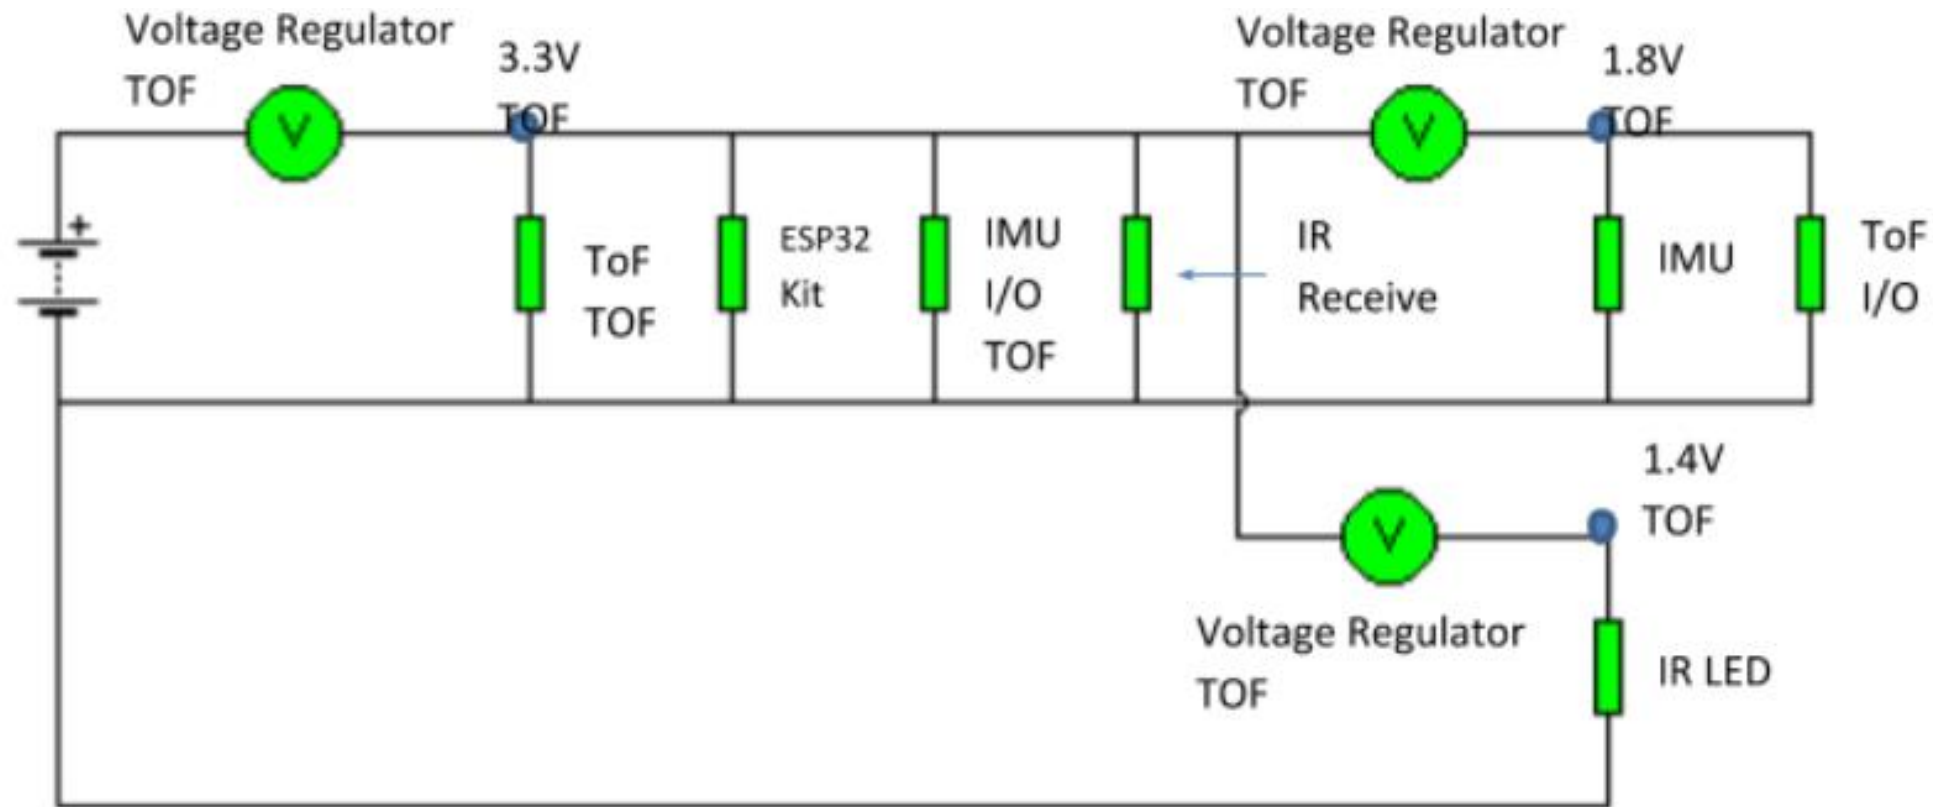 Voltage Regulator
TOF
V
3.3V
TOF
Voltage Regulator
TOF
V
1.8V
TOF
+
ToF
TOF
ESP32
Kit
IMU
I/O
TOF
IR
Receive
IMU
ToF
I/O
1.4V
TOF
V
Voltage Regulator
TOF
IR LED